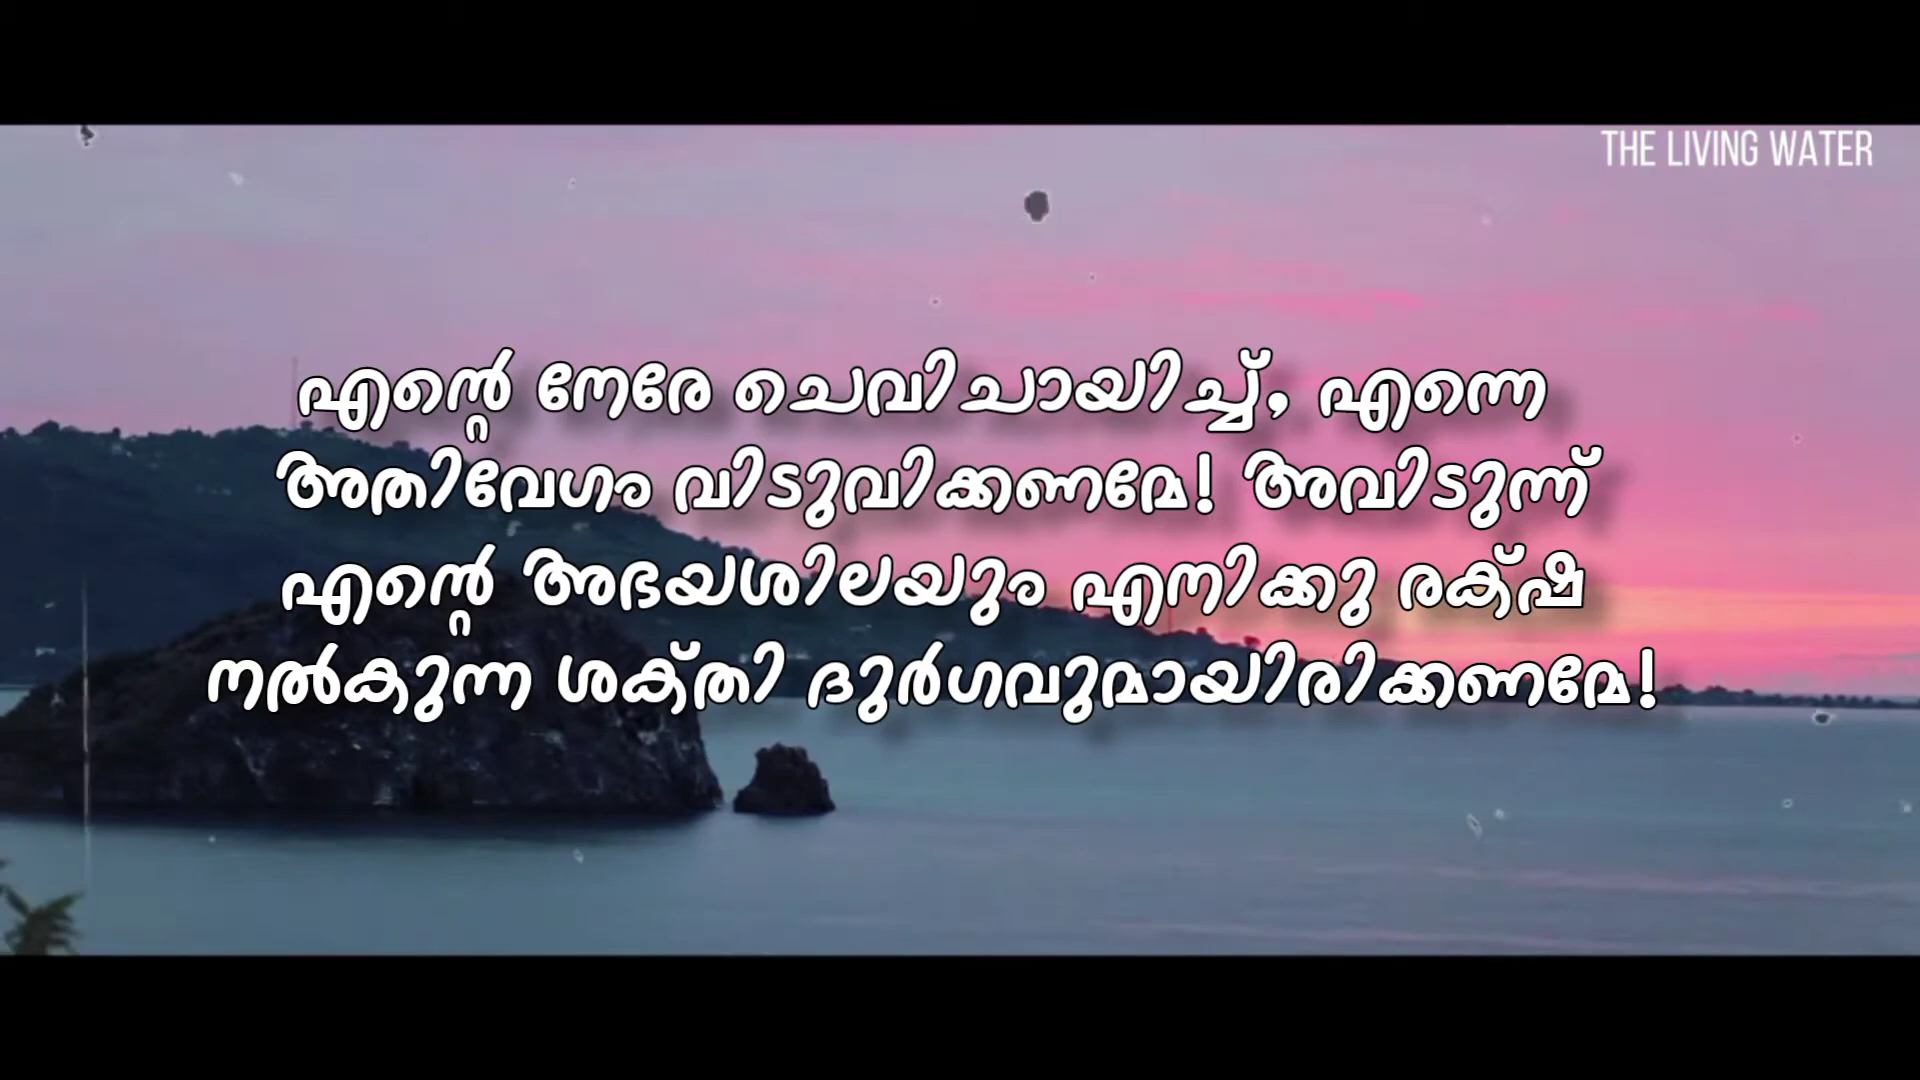 THE LIVING WATER
എന്റെ നേരേ ചെവിചായിച്ച്, എന്നെ
അതിവേഗം വിടുവിക്കണമേ! അവിടുന്ന്
എന്റെ അഭയശിലയും എനിക്കു രക്ഷ
നൽകുന്ന ശക്തി ദുർഗവുമായിരിക്കണമേ!